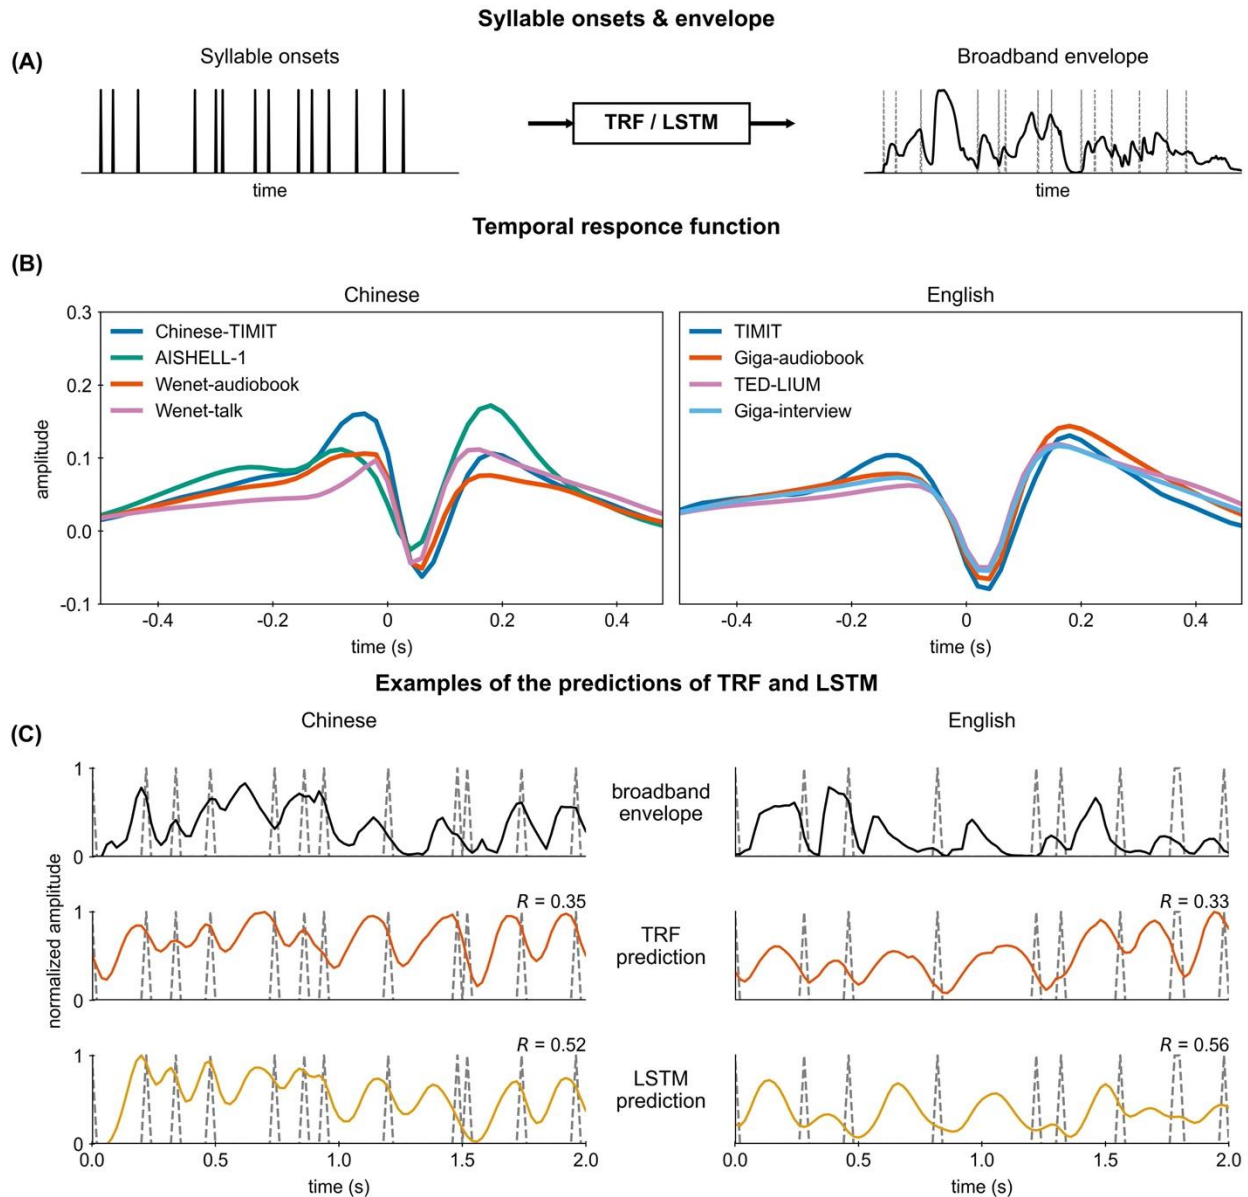 Syllable onsets & envelope
(A)
Syllable onsets
Broadband envelope
TRF / LSTM
time
time
Temporal responce function
(B)
Chinese
English
0.3
0.2
0.1
0.0
-0.1
amplitude
Chinese-TIMIT
AISHELL-1
Wenet-audiobook
Wenet-talk
TIMIT
Giga-audiobook
TED-LIUM
Giga-interview
-0.4 -0.2 0 0.2 0.4
-0.4 -0.2 0 0.2 0.4
time (s)
time (s)
Examples of the predictions of TRF and LSTM
(C)
Chinese
English
1
0
broadband
envelope
normalized amplitude
1
0
R = 0.35
TRF
prediction
R = 0.33
1
0
R = 0.52
LSTM
prediction
R = 0.56
0.0 0.5 1.0 1.5 2.0
0.0 0.5 1.0 1.5 2.0
time (s)
time (s)